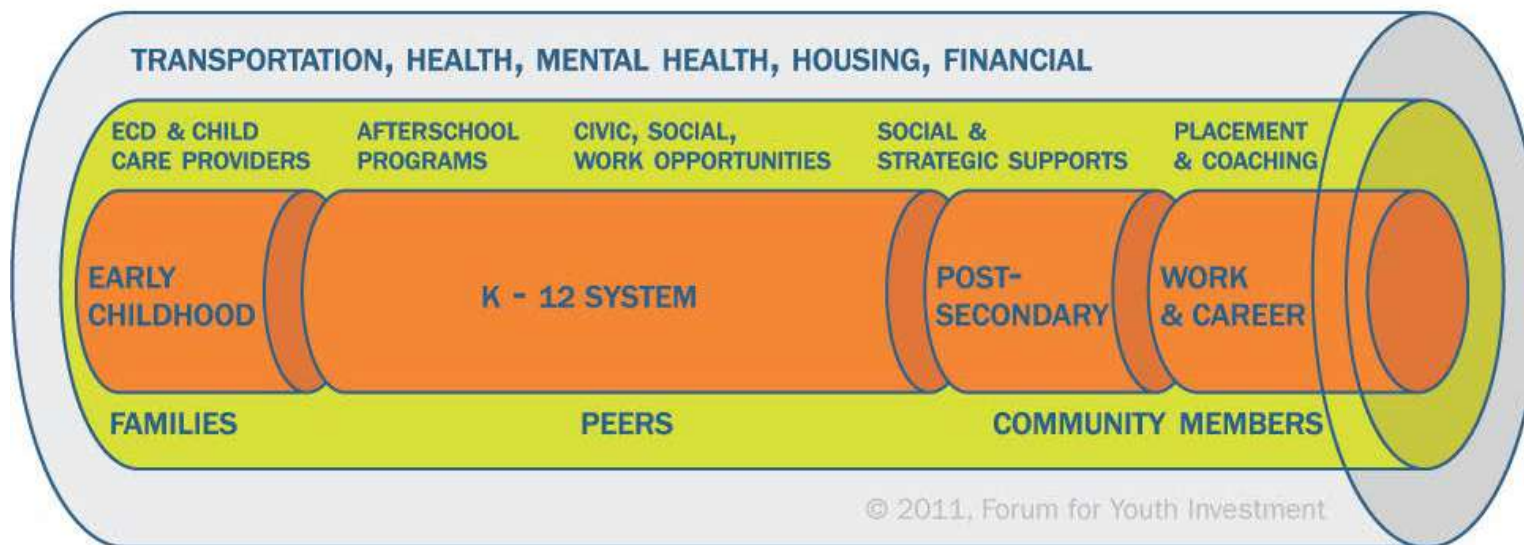 TRANSPORTATION, HEALTH, MENTAL HEALTH, HOUSING, FINANCIAL
ECD & CHILD
CARE PROVIDERS
AFTERSCHOOL
PROGRAMS
CIVIC, SOCIAL,
WORK OPPORTUNITIES
SOCIAL &
STRATEGIC SUPPORTS
PLACEMENT
& COACHING
EARLY
CHILDHOOD
K - 12 SYSTEM
POST-
SECONDARY
WORK
& CAREER
FAMILIES
PEERS
COMMUNITY MEMBERS
© 2011, Forum for Youth Investment